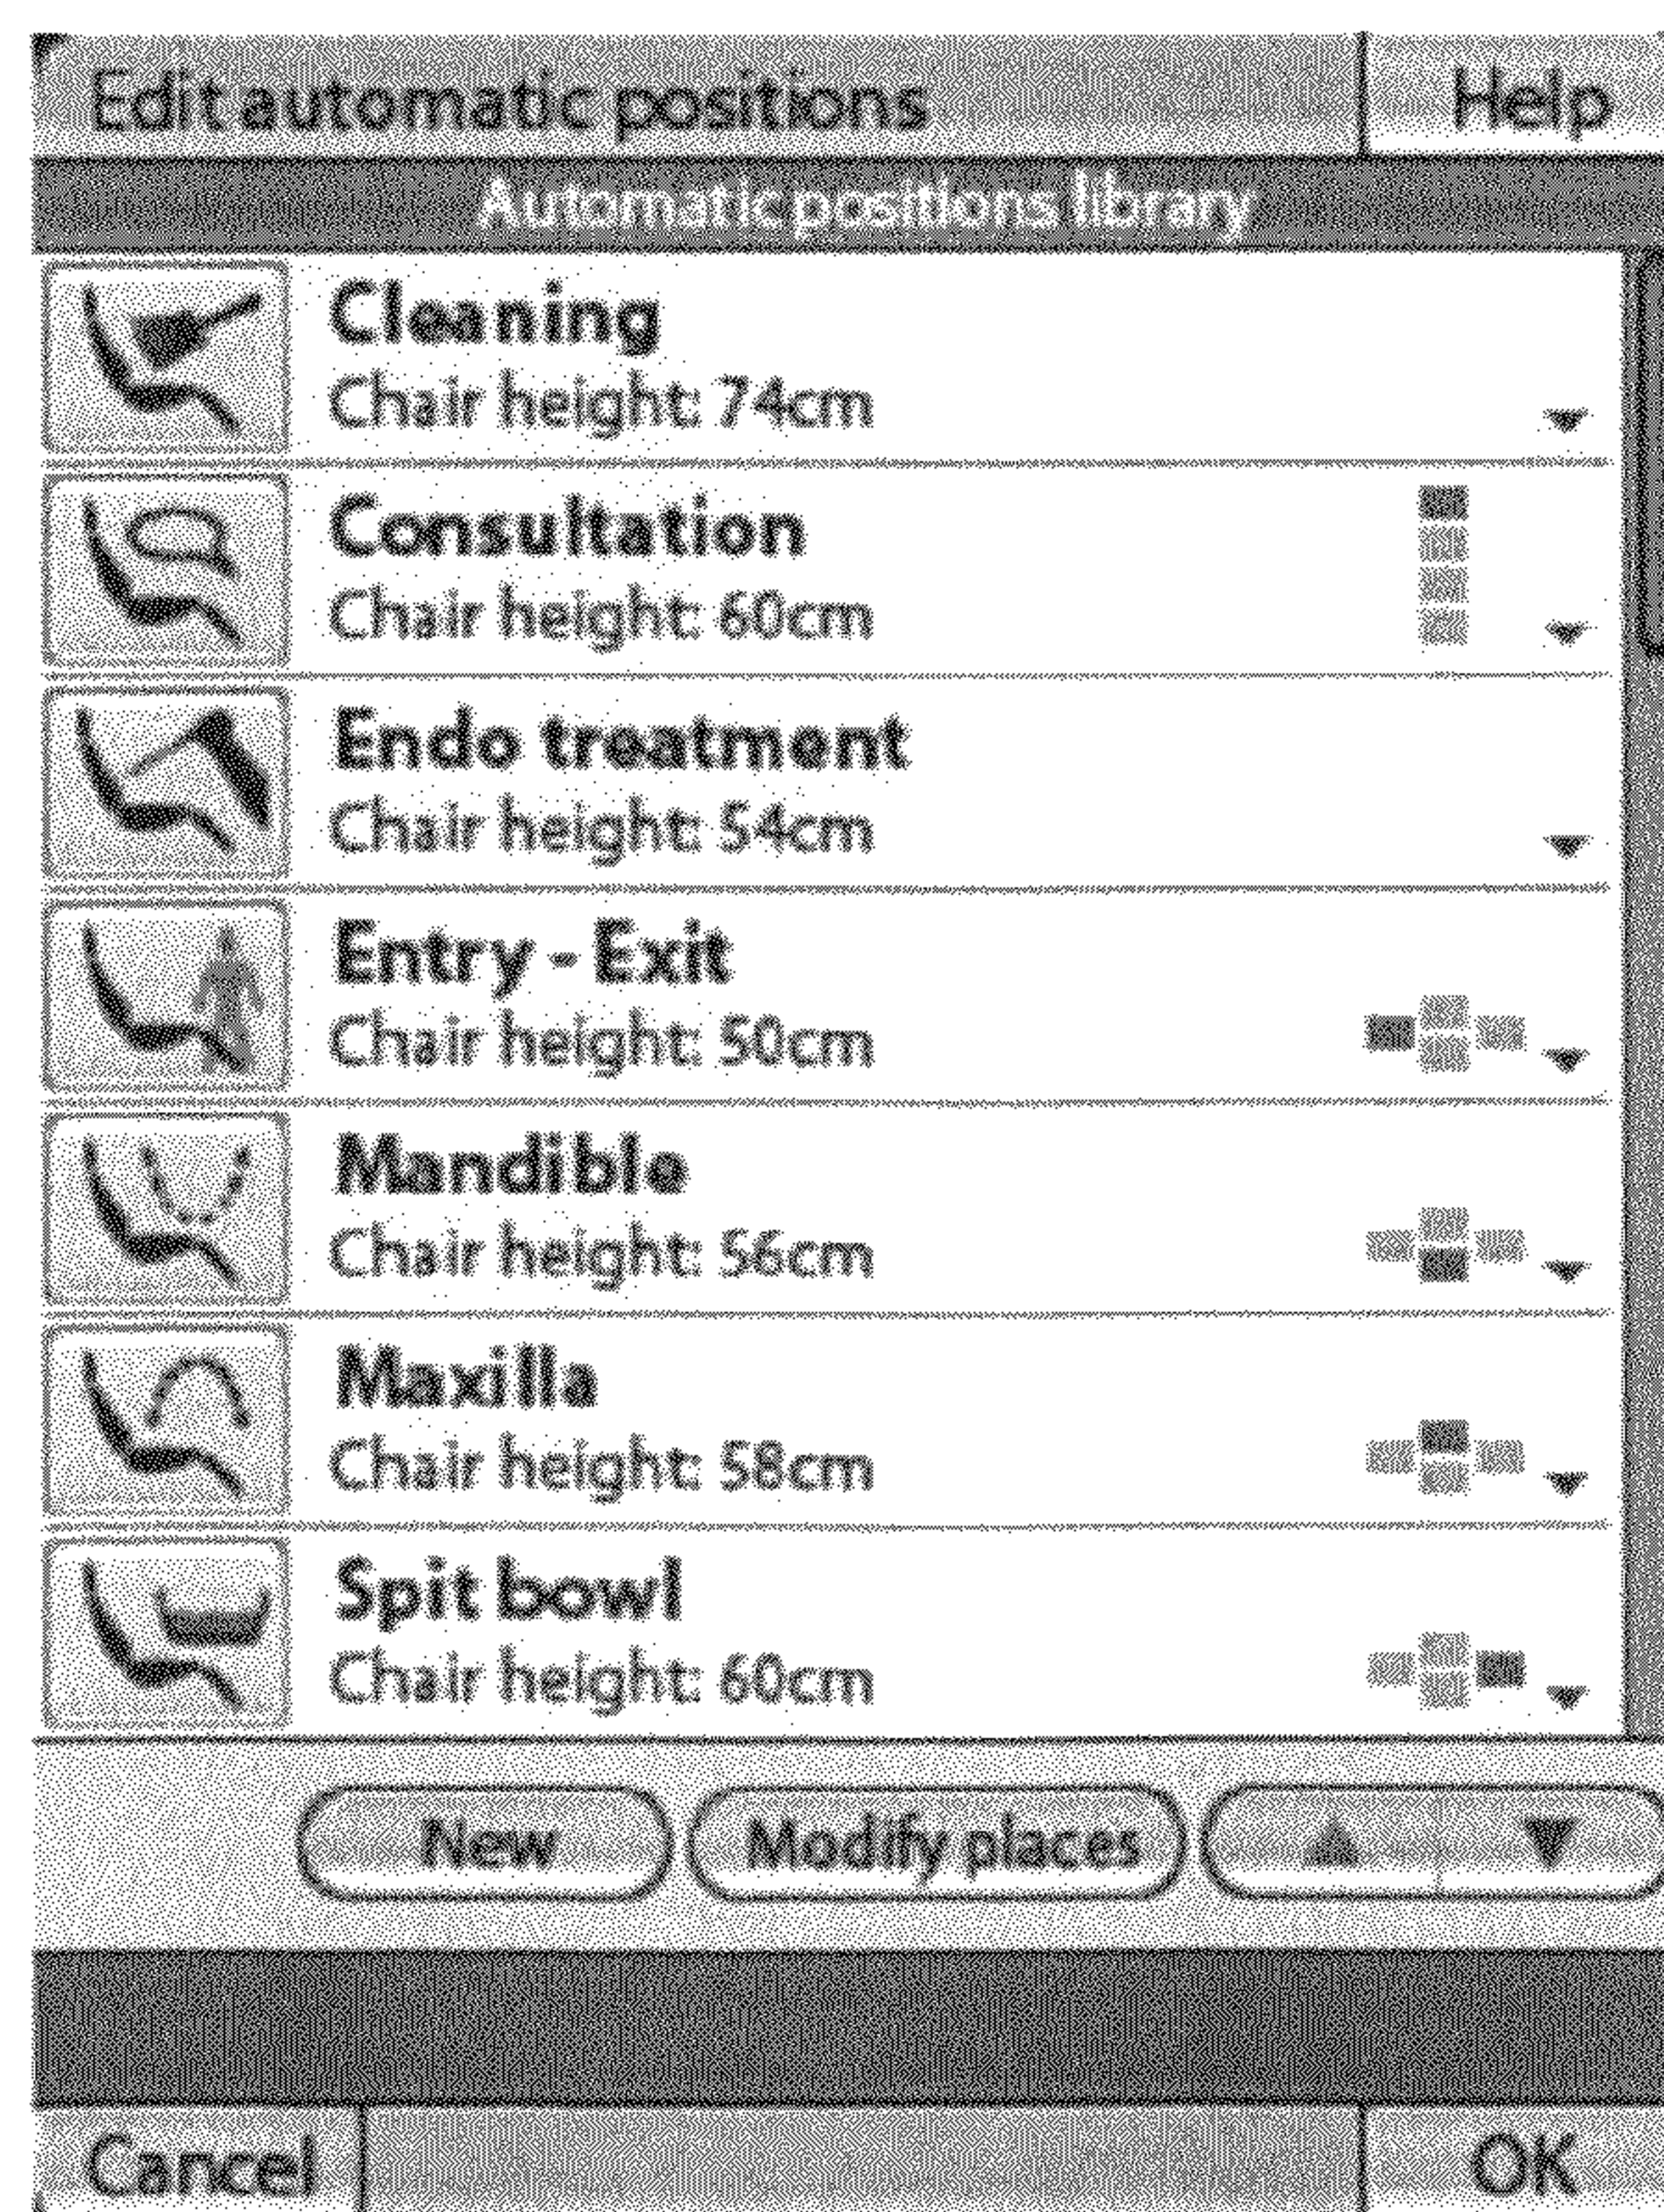 Edit automatic positions
Help
Automatic positions library
Cleaning
Chair height: 74cm
Consultation
Chair height: 60cm
Endo treatment
Chair height: 54cm
Entry - Exit
Chair height: 50cm
Mandible
Chair height: 56cm
Maxilla
Chair height: 58cm
Spit bowl
Chair height: 60cm
New
Modify places
Cancel
OK